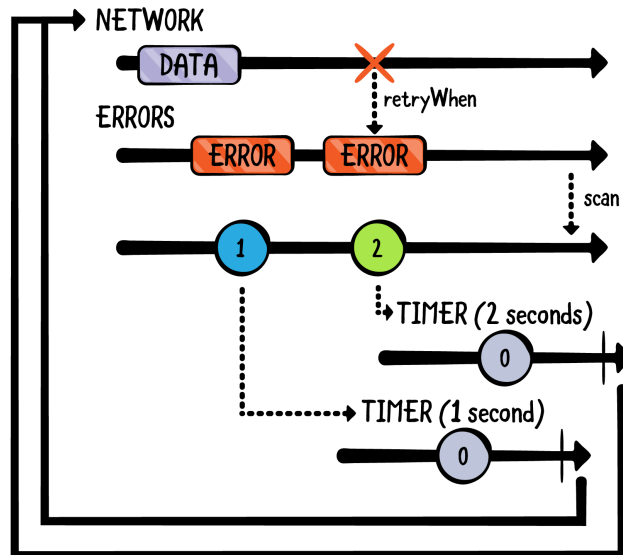 NETWORK
DATA
retryWhen
ERRORS
ERROR ERROR
scan
1 2
TIMER (2 seconds)
0
TIMER (1 second)
0